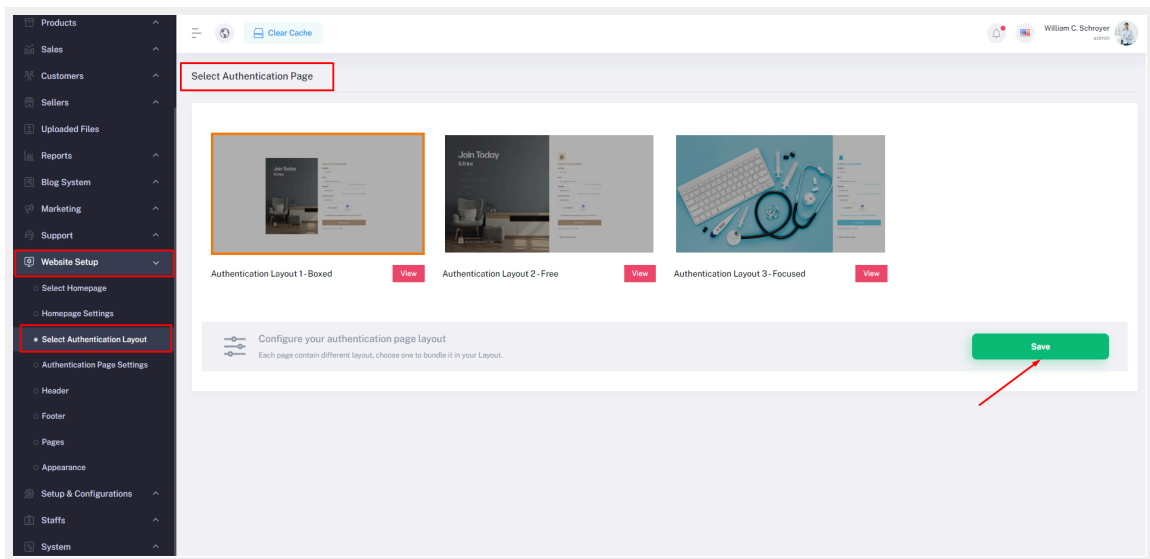 Products
Sales
Customers
Sellers
Uploaded Files
Reports
Blog System
Marketing
Support
Website Setup
Select Homepage
Homepage Settings
Select Authentication Layout
Authentication Page Settings
Header
Footer
Pages
Appearance
Setup & Configurations
Staffs
System
Clear Cache
William C. Schroyer
admin
Select Authentication Page
Join Today
Join Today
& Enjoy
Authentication Layout 1 - Boxed
View
Authentication Layout 2 - Free
View
Authentication Layout 3 - Focused
View
Configure your authentication page layout
Each page contain different layout, choose one to bundle it in your Layout.
Save